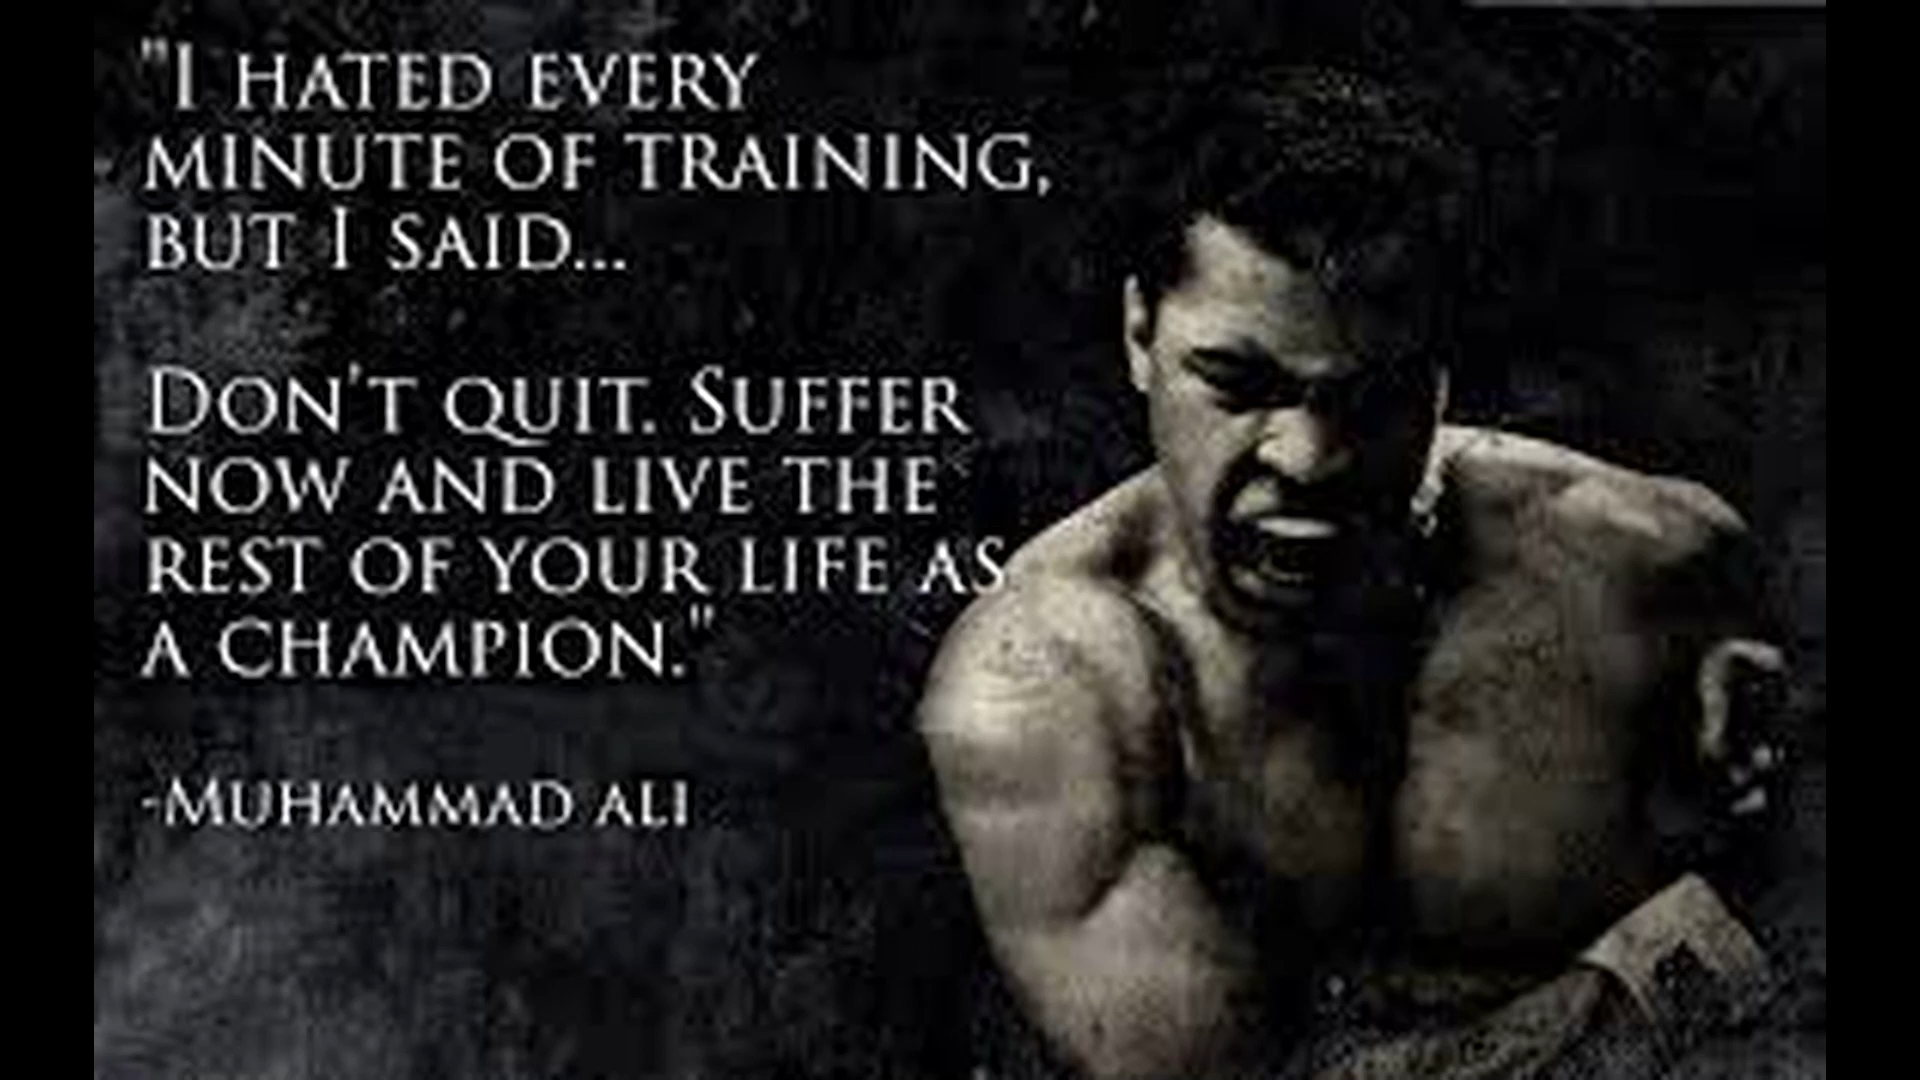 "I HATED EVERY
MINUTE OF TRAINING,
BUT I SAID...
DON'T QUIT. SUFFER
NOW AND LIVE THE
REST OF YOUR LIFE AS
A CHAMPION."
-MUHAMMAD ALI